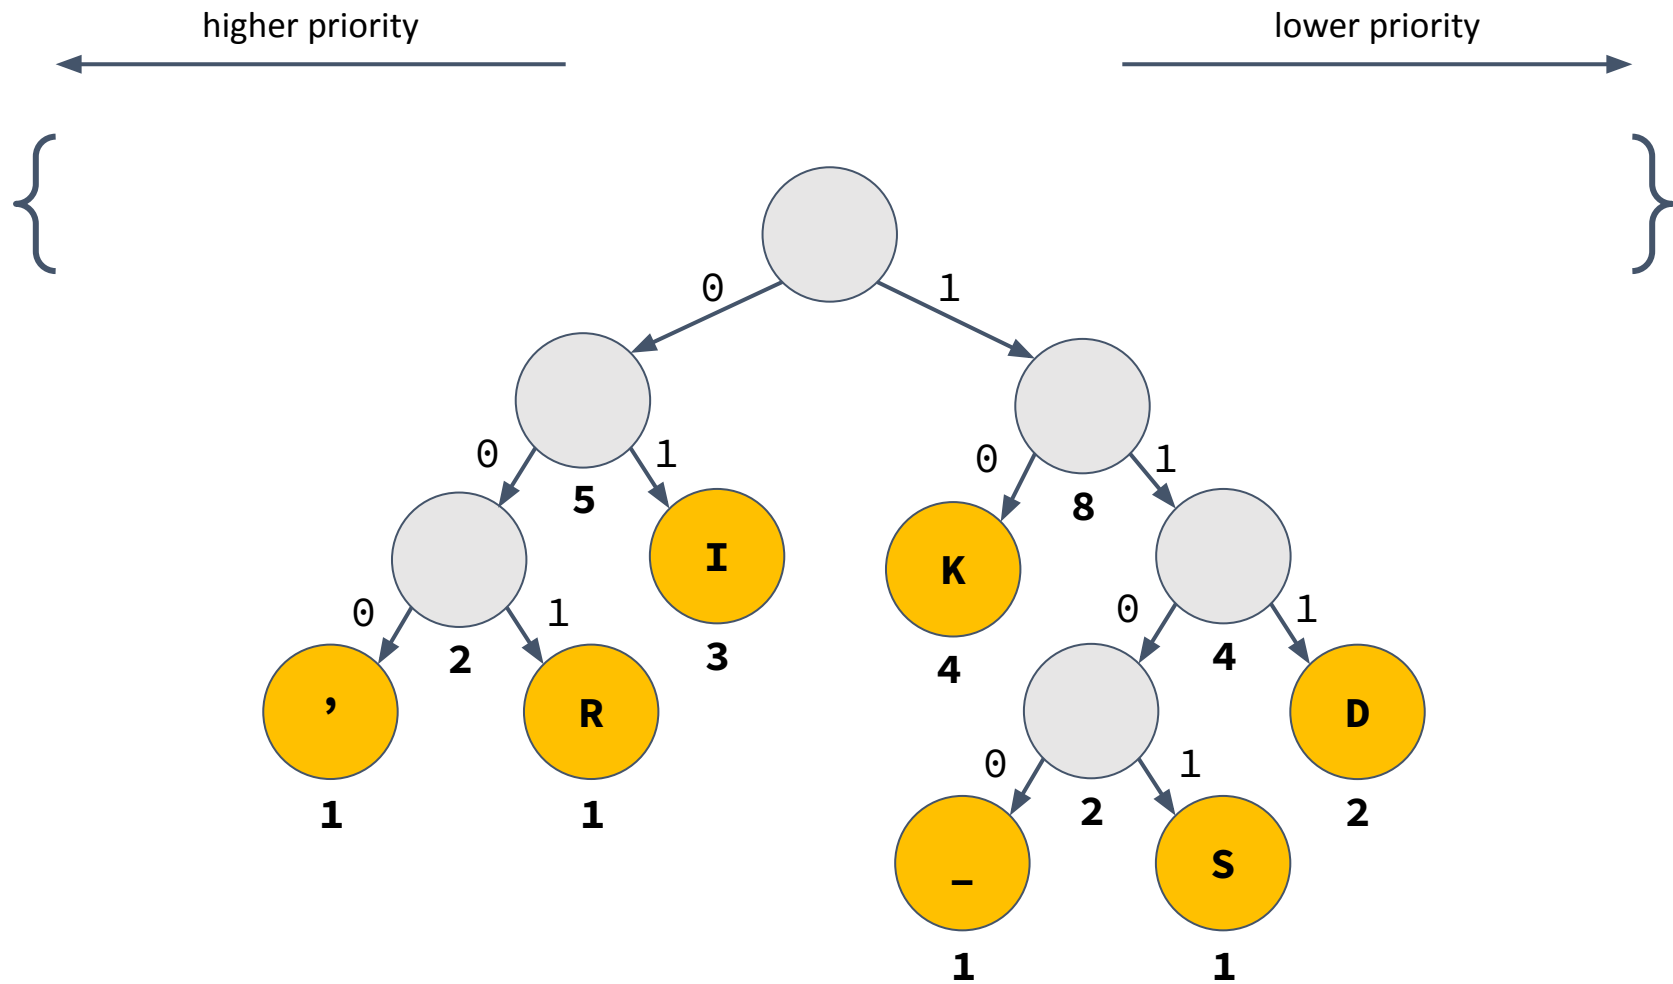 higher priority lower priority
{ }
0 1
0 1 0 1
5 8
I K
0 1 0 1
2 3 4 4
’ R D
0 1
1 1 2 2
_ S
1 1